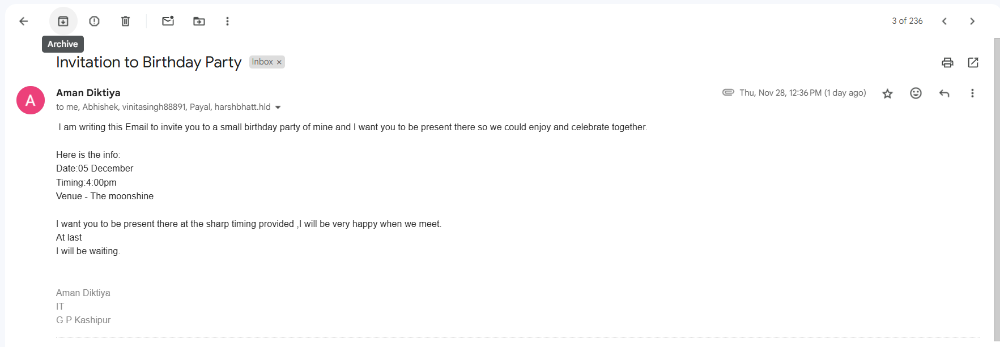 3 of 236
Archive
Invitation to Birthday Party Inbox ×
A
Aman Diktiya
Thu, Nov 28, 12:36 PM (1 day ago)
to me, Abhishek, vinitasingh88891, Payal, harshbhatt.hld
I am writing this Email to invite you to a small birthday party of mine and I want you to be present there so we could enjoy and celebrate together.
Here is the info:
Date:05 December
Timing:4:00pm
Venue - The moonshine
I want you to be present there at the sharp timing provided ,I will be very happy when we meet.
At last
I will be waiting.
Aman Diktiya
IT
G P Kashipur